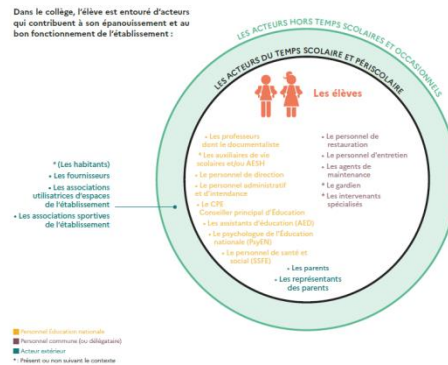 Dans le collège, l'élève est entouré d'acteurs
qui contribuent à son épanouissement et au
bon fonctionnement de l'établissement :
LES ACTEURS HORS TEMPS SCOLAIRES ET OCCASIONNELS
LES ACTEURS DU TEMPS SCOLAIRE ET PÉRISCOLAIRE
Les élèves
• Les professeurs
dont le documentaliste
* Les auxiliaires de vie
scolaires et/ou AESH
• Le personnel de direction
• Le personnel administratif
et d'intendance
• Le CPE
Conseiller principal d'Éducation
• Les assistants d'éducation (AED)
• Le psychologue de l'Éducation
nationale (PsyEN)
• Le personnel de santé et
social (SSFE)
• Le personnel de
restauration
• Le personnel d'entretien
• Les agents de
maintenance
* Le gardien
* Les intervenants
spécialisés
• Les parents
• Les représentants
des parents
* (Les habitants)
• Les fournisseurs
• Les associations
utilisatrices d'espaces
de l'établissement
• Les associations sportives
de l'établissement
Personnel Éducation nationale
Personnel commune (ou délégataire)
Acteur extérieur
* : Présent ou non suivant le contexte